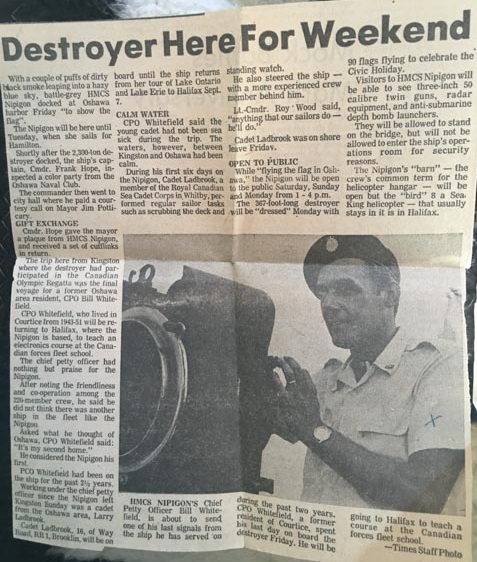 Destroyer Here For Weekend
With a couple of puffs of dirty
black smoke leaping into a hazy
blue sky, battle-grey HMCS
Nipigon docked at Oshawa
harbor Friday "to show the
flag".
The Nipigon will be here until
Tuesday, when she sails for
Hamilton.
Shortly after the 2,300-ton de-
stroyer docked, the ship's cap-
tain, Cmdr. Frank Hope, in-
spected a color party from the
Oshawa Naval Club.
The commander then went to
city hall where he paid a cour-
tesy call on Mayor Jim Potti-
cary.
GIFT EXCHANGE
Cmdr. Hope gave the mayor
a plaque from HMCS Nipigon,
and received a set of cufflinks
in return.
The trip here from Kingston
where the destroyer had par-
ticipated in the Canadian
Olympic Regatta was the final
voyage for a former Oshawa
area resident, CPO Bill White-
field.
CPO Whitefield, who lived in
Courtice from 1943-51 will be re-
turning to Halifax, where the
Nipigon is based, to teach an
electronics course at the Cana-
dian forces fleet school.
The chief petty officer had
nothing but praise for the
Nipigon.
After noting the friendliness
and co-operation among the
220-member crew, he said he
did not think there was another
ship in the fleet like the
Nipigon.
Asked what he thought of
Oshawa, CPO Whitefield said:
"It's my second home."
He considered the Nipigon his
first.
PCO Whitefield had been on
the ship for the past 2½ years.
Working under the chief petty
officer since the Nipigon left
Kingston Sunday was a cadet
from the Oshawa area, Larry
Ladbrook.
Cadet Ladbrook, 16, of Way
Road, RR 1, Brooklin, will be on
board the destroyer until the ship returns
from her tour of Lake Ontario
and Lake Erie to Halifax Sept.
7.
CALM WATER
CPO Whitefield said the
young cadet had not been sea
sick during the trip. The
waters, however, between
Kingston and Oshawa had been
calm.
During his first six days on
the Nipigon, Cadet Ladbrook, a
member of the Royal Canadian
Sea Cadet Corps in Whitby, per-
formed regular sailor tasks
such as scrubbing the deck and
standing watch.
He also steered the ship —
with a more experienced crew
member behind him.
Lt.-Cmdr. Roy Wood said,
"anything that our sailors do —
he'll do."
Cadet Ladbrook was on shore
leave Friday.
OPEN TO PUBLIC
While "flying the flag in Osh-
awa," the Nipigon will be open
to the public Saturday, Sunday
and Monday from 1 - 4 p.m.
The 367-foot-long destroyer
will be "dressed" Monday with
90 flags flying to celebrate the
Civic Holiday.
Visitors to HMCS Nipigon will
be able to see three-inch 50
calibre twin guns, radar
equipment, and anti-submarine
depth bomb launchers.
They will be allowed to stand
on the bridge, but will not be
allowed to enter the ship's oper-
ations room for security
reasons.
The Nipigon's "barn" — the
crew's common term for the
helicopter hangar — will be
open but the "bird" a Sea-
King helicopter — that usually
stays in it is in Halifax.
HMCS NIPIGON'S Chief
Petty Officer Bill White-
field, is about to send
one of his last signals from
the ship he has served on
during the past two years.
CPO Whitefield, a former
resident of Courtice, spent
his last day on board the
destroyer Friday. He will be
going to Halifax to teach a
course at the Canadian
forces fleet school.
—Times Staff Photo